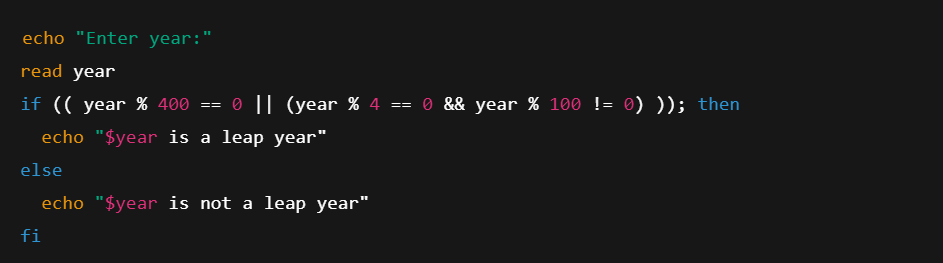 echo "Enter year:"
read year
if (( year % 400 == 0 || (year % 4 == 0 && year % 100 != 0) )); then
  echo "$year is a leap year"
else
  echo "$year is not a leap year"
fi